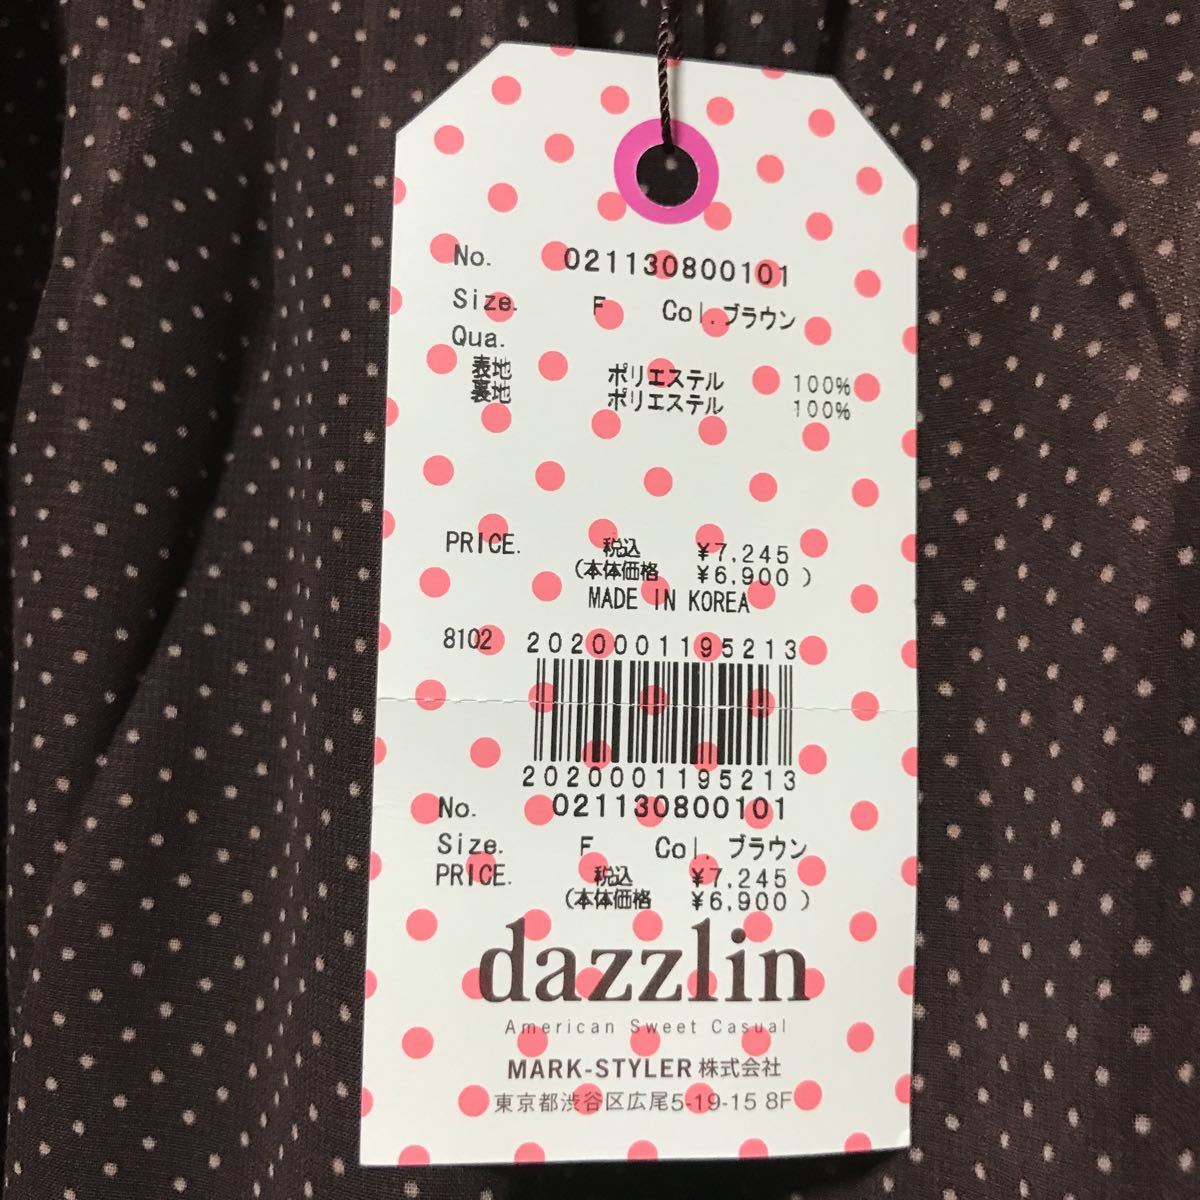 No. 021130800101
Size. F Col.ブラウン
Qua.
表地 ポリエステル 100%
裏地 ポリエステル 100%
PRICE. 税込 ¥7,245
(本体価格 ¥6,900 )
MADE IN KOREA
8102 2020001195213
2020001195213
No. 021130800101
Size. F Col. ブラウン
PRICE. 税込 ¥7,245
(本体価格 ¥6,900 )
dazzlin
American Sweet Casual
MARK-STYLER 株式会社
東京都渋谷区広尾5-19-15 8F